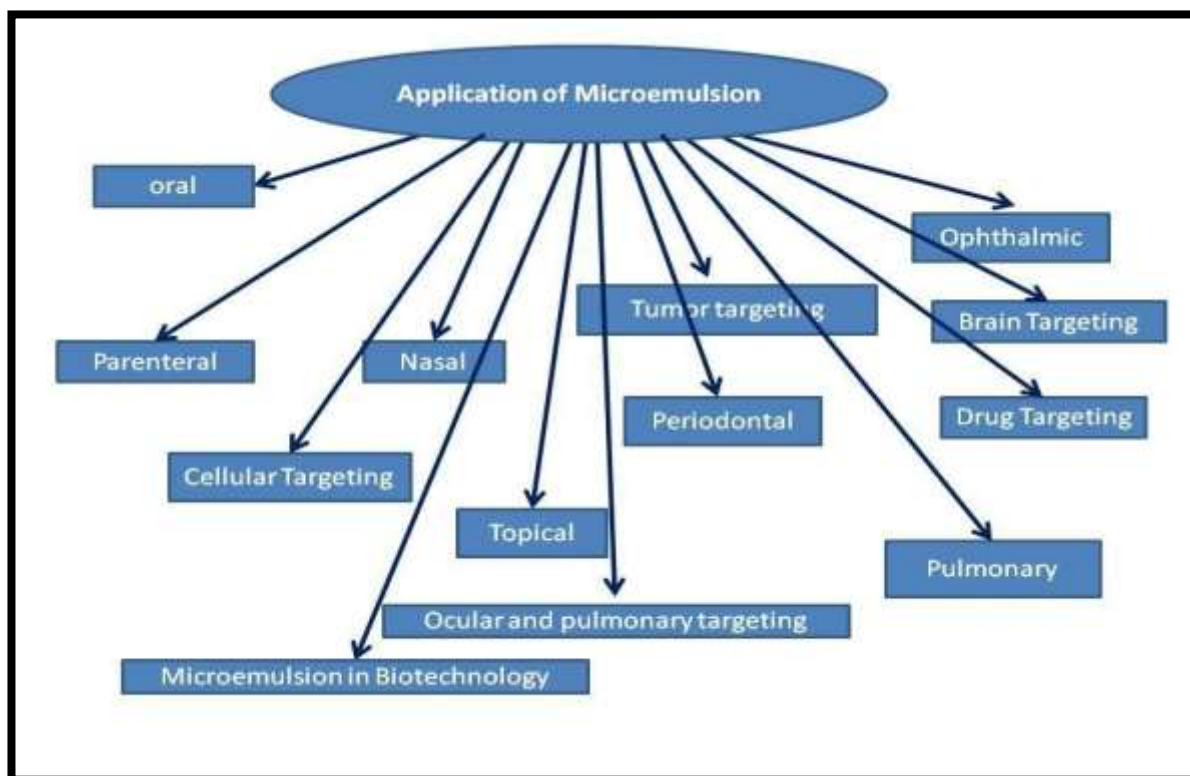 Application of Microemulsion
oral
Ophthmic
Tumor targeting
Brain Targeting
Parenteral
Nasal
Periodontal
Drug Targeting
Cellular Targeting
Topical
Pulmonary
Ocular and pulmonary targeting
Microemulsion in Biotechnology